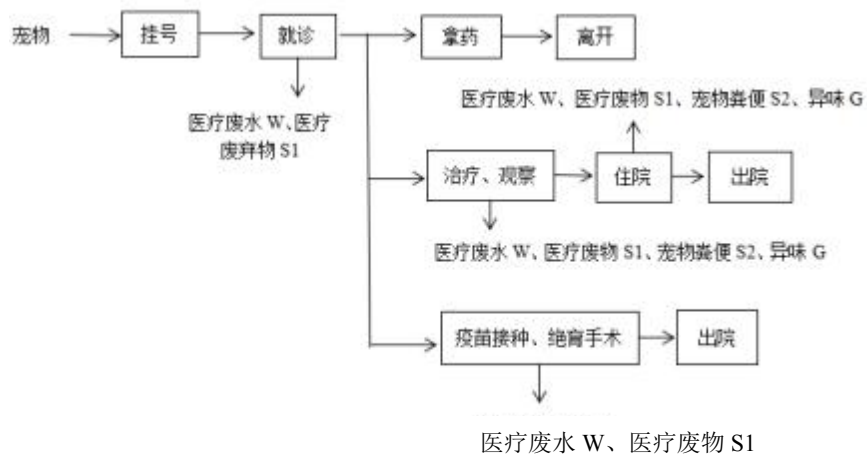 宠物
挂号
就诊
拿药
离开
医疗废水 W、医疗
废弃物 S1
医疗废水 W、医疗废物 S1、宠物粪便 S2、异味 G
治疗、观察
住院
出院
医疗废水 W、医疗废物 S1、宠物粪便 S2、异味 G
疫苗接种、绝育手术
出院
医疗废水 W、医疗废物 S1